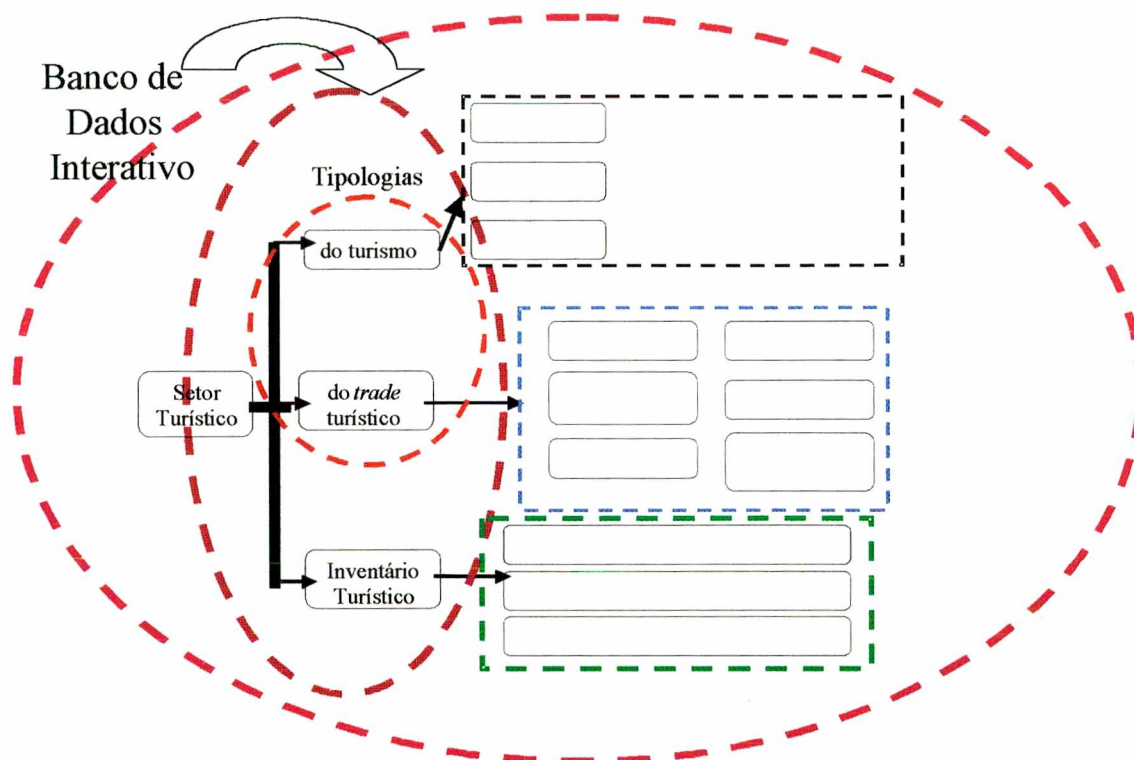 Banco de
Dados
Interativo
Tipologias
do turismo
Setor
Turístico
do trade
turístico
Inventário
Turístico